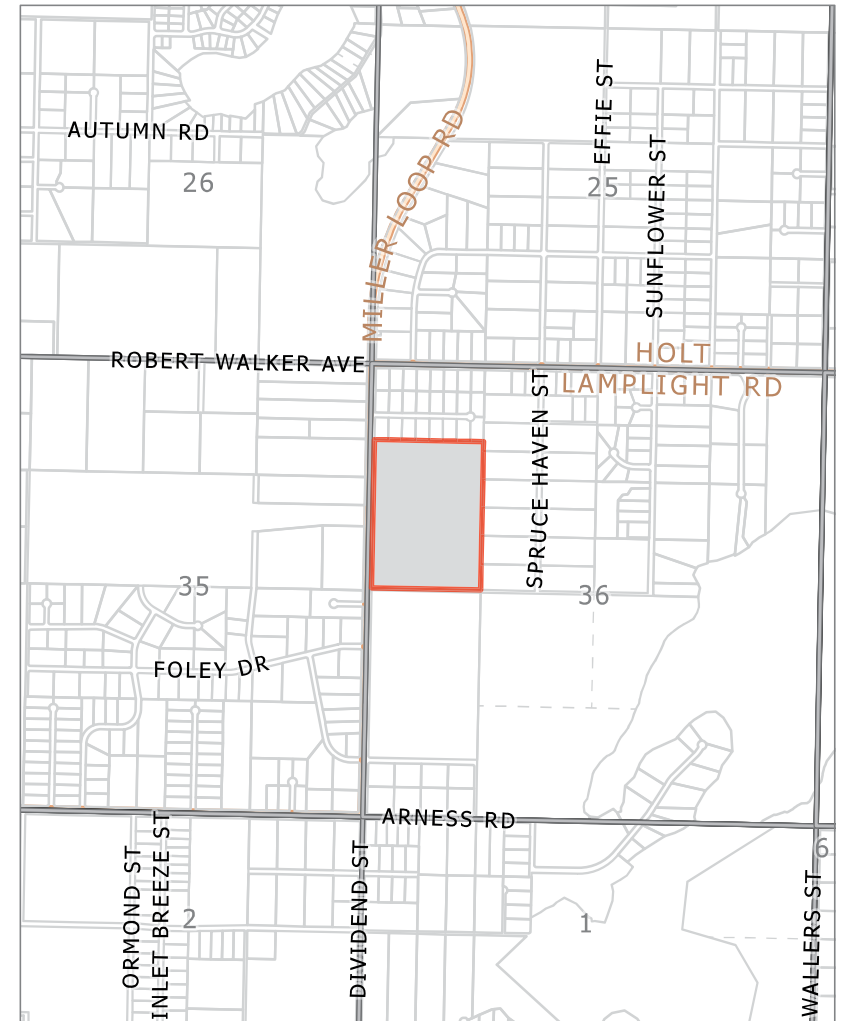 EFFIE ST
AUTUMN RD
MILLER LOOP RD
26
25
SUNFLOWER ST
ROBERT WALKER AVE
HOLT
LAMPLIGHT RD
SPRUCE HAVEN ST
35
36
FOLEY DR
ARNESS RD
6
ORMOND ST
INLET BREEZE ST
DIVIDEND ST
WALLERS ST
2
1